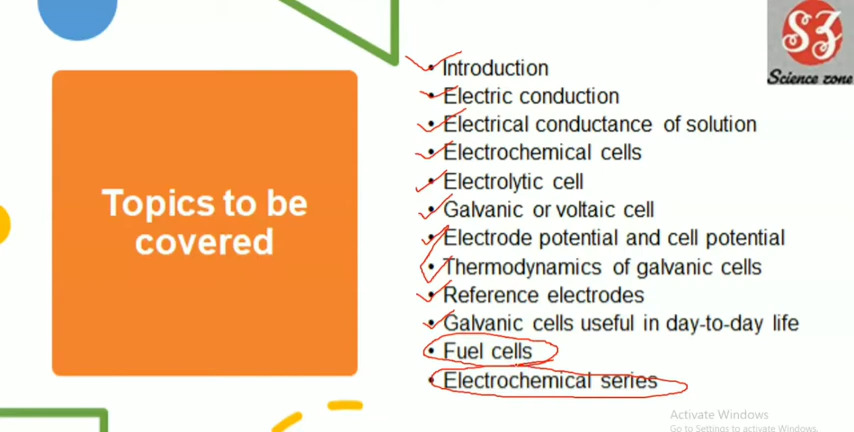 SZ
Science zone
Topics to be
covered
• Introduction
• Electric conduction
• Electrical conductance of solution
• Electrochemical cells
• Electrolytic cell
• Galvanic or voltaic cell
• Electrode potential and cell potential
• Thermodynamics of galvanic cells
• Reference electrodes
• Galvanic cells useful in day-to-day life
• Fuel cells
• Electrochemical series
Activate Windows
Go to Settings to activate Windows.